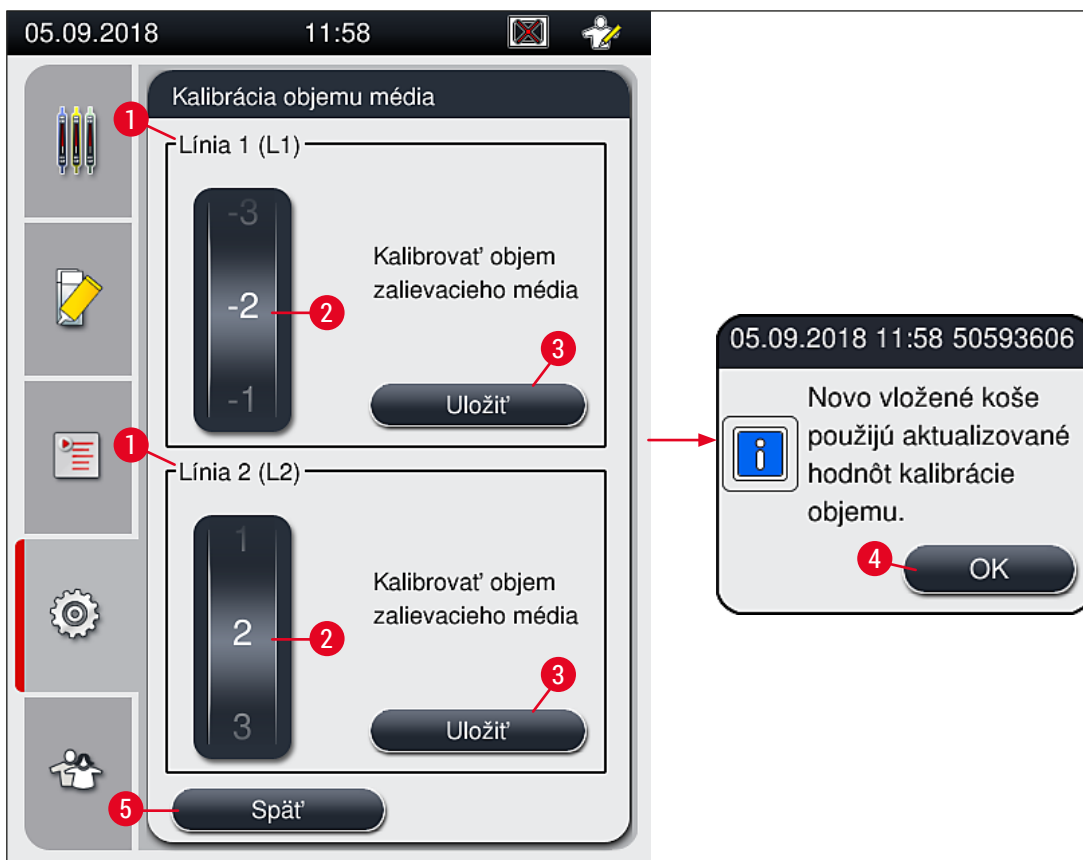 05.09.2018 11:58
Kalibrácia objemu média
1
Línia 1 (L1)
-3
-2
-1
2
Kalibrovať objem
zalievacieho média
3
Uložiť
1
Línia 2 (L2)
1
2
3
2
Kalibrovať objem
zalievacieho média
3
Uložiť
5
Späť
05.09.2018 11:58 50593606
Novo vložené koše
použijú aktualizované
hodnôt kalibrácie
objemu.
4
OK